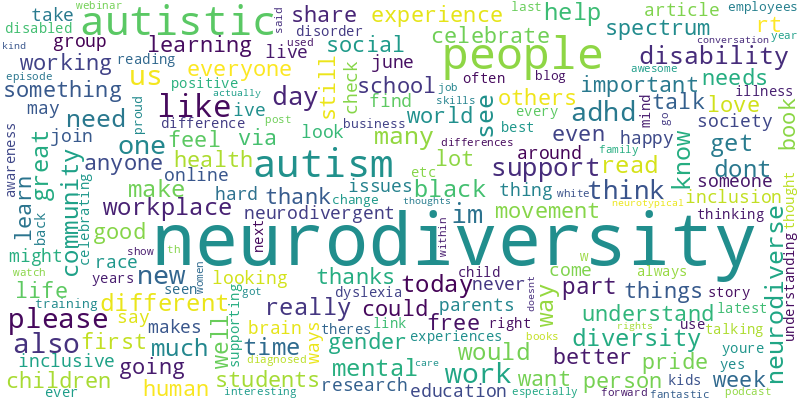 webinar
last
article
employees
take
disabled
autistic
share
experience
help
rt
said
disorder
group
learning
live
used
social
celebrate
spectrum
conversation
year
kind
reading
working
us
everyone
people
disability
episode
positive
june
something
actually
still
check
school
often
blog
others
important
needs
awesome
illness
may
proud
like
day
ive
find
job
skills
adhd
mind
talk
love
go
book
need
difference
post
business
world
see
every
join
one
feel
via
look
many
best
even
happy
society
awareness
great
anyone
health
autism
differences
lot
around
know
get
learn
community
online
etc
support
read
family
someone
dont
celebrating
make
hard
thank
issues
change
black
thing
think
inclusion
thought
workplace
neurodivergent
thoughts
im
movement
white
neurotypical
thinking
might
back
good
next
within
neurodiversity
race
show
th
years
new
seen
women
looking
thanks
today
child
never
come
w
always
way
part
things
story
understanding
neurodiverse
watch
life
training
different
got
supporting
really
dyslexia
could
parents
doesnt
understand
rights
latest
please
say
brain
theres
link
free
right
use
talking
also
first
makes
well
time
ways
gender
experiences
books
would
diversity
youre
inclusive
much
diagnosed
mental
care
work
better
pride
yes
children
going
students
want
person
kids
week
ever
human
interesting
research
education
especially
forward
fantastic
podcast